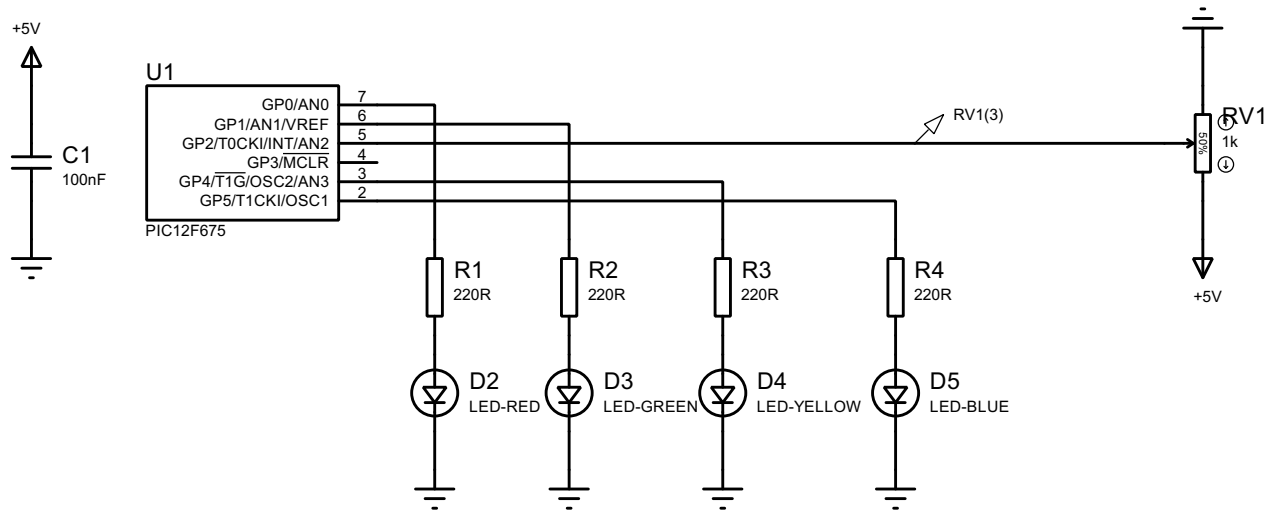 +5V
C1
100nF
U1
GP0/AN0
GP1/AN1/VREF
GP2/T0CKI/INT/AN2
GP3/MCLR
GP4/T1G/OSC2/AN3
GP5/T1CKI/OSC1
7
6
5
4
3
2
PIC12F675
RV1(3)
RV1
1k
50%
+5V
R1
220R
R2
220R
R3
220R
R4
220R
D2
LED-RED
D3
LED-GREEN
D4
LED-YELLOW
D5
LED-BLUE